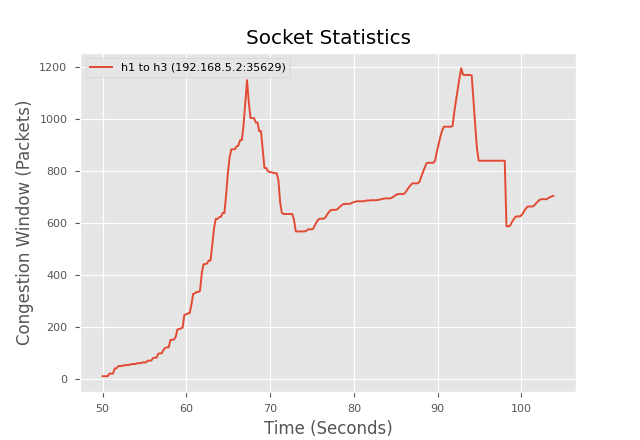 Socket Statistics
h1 to h3 (192.168.5.2:35629)
1200
1000
800
600
400
200
0
Congestion Window (Packets)
50 60 70 80 90 100
Time (Seconds)